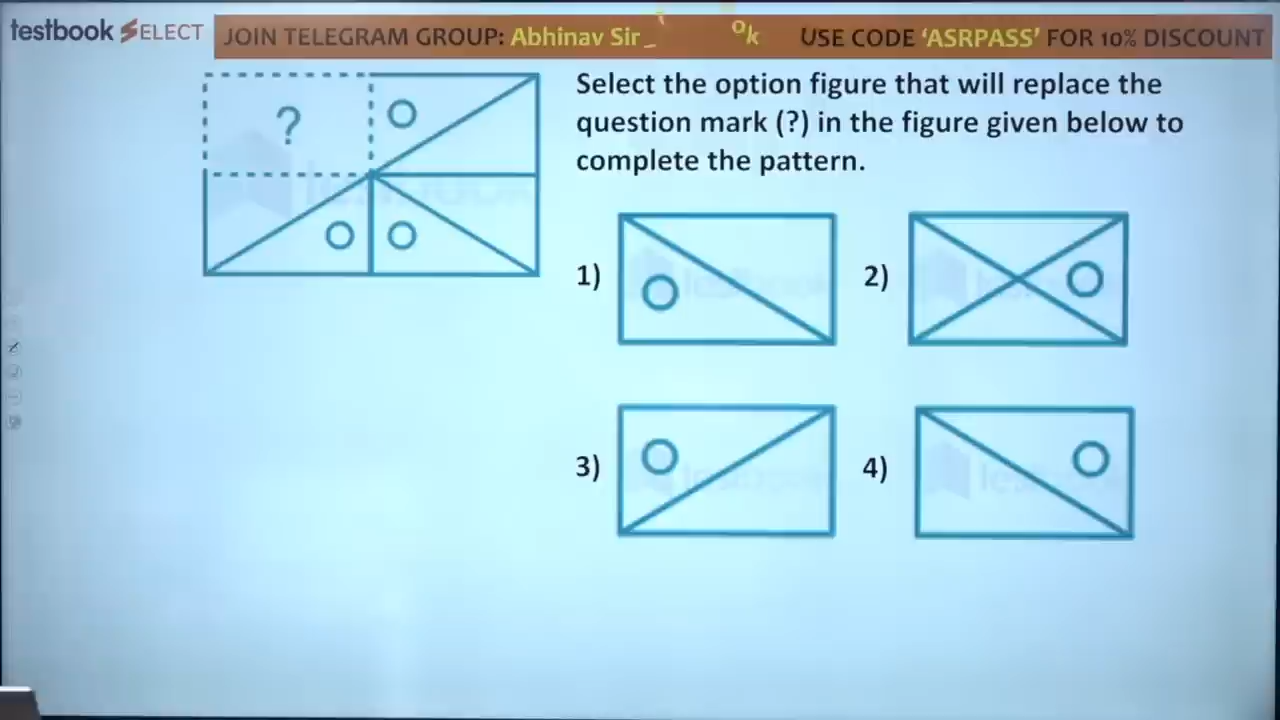 testbook SELECT
JOIN TELEGRAM GROUP: Abhinav Sir_
ok
USE CODE 'ASRPASS' FOR 10% DISCOUNT
?
Select the option figure that will replace the
question mark (?) in the figure given below to
complete the pattern.
1)
2)
3)
4)